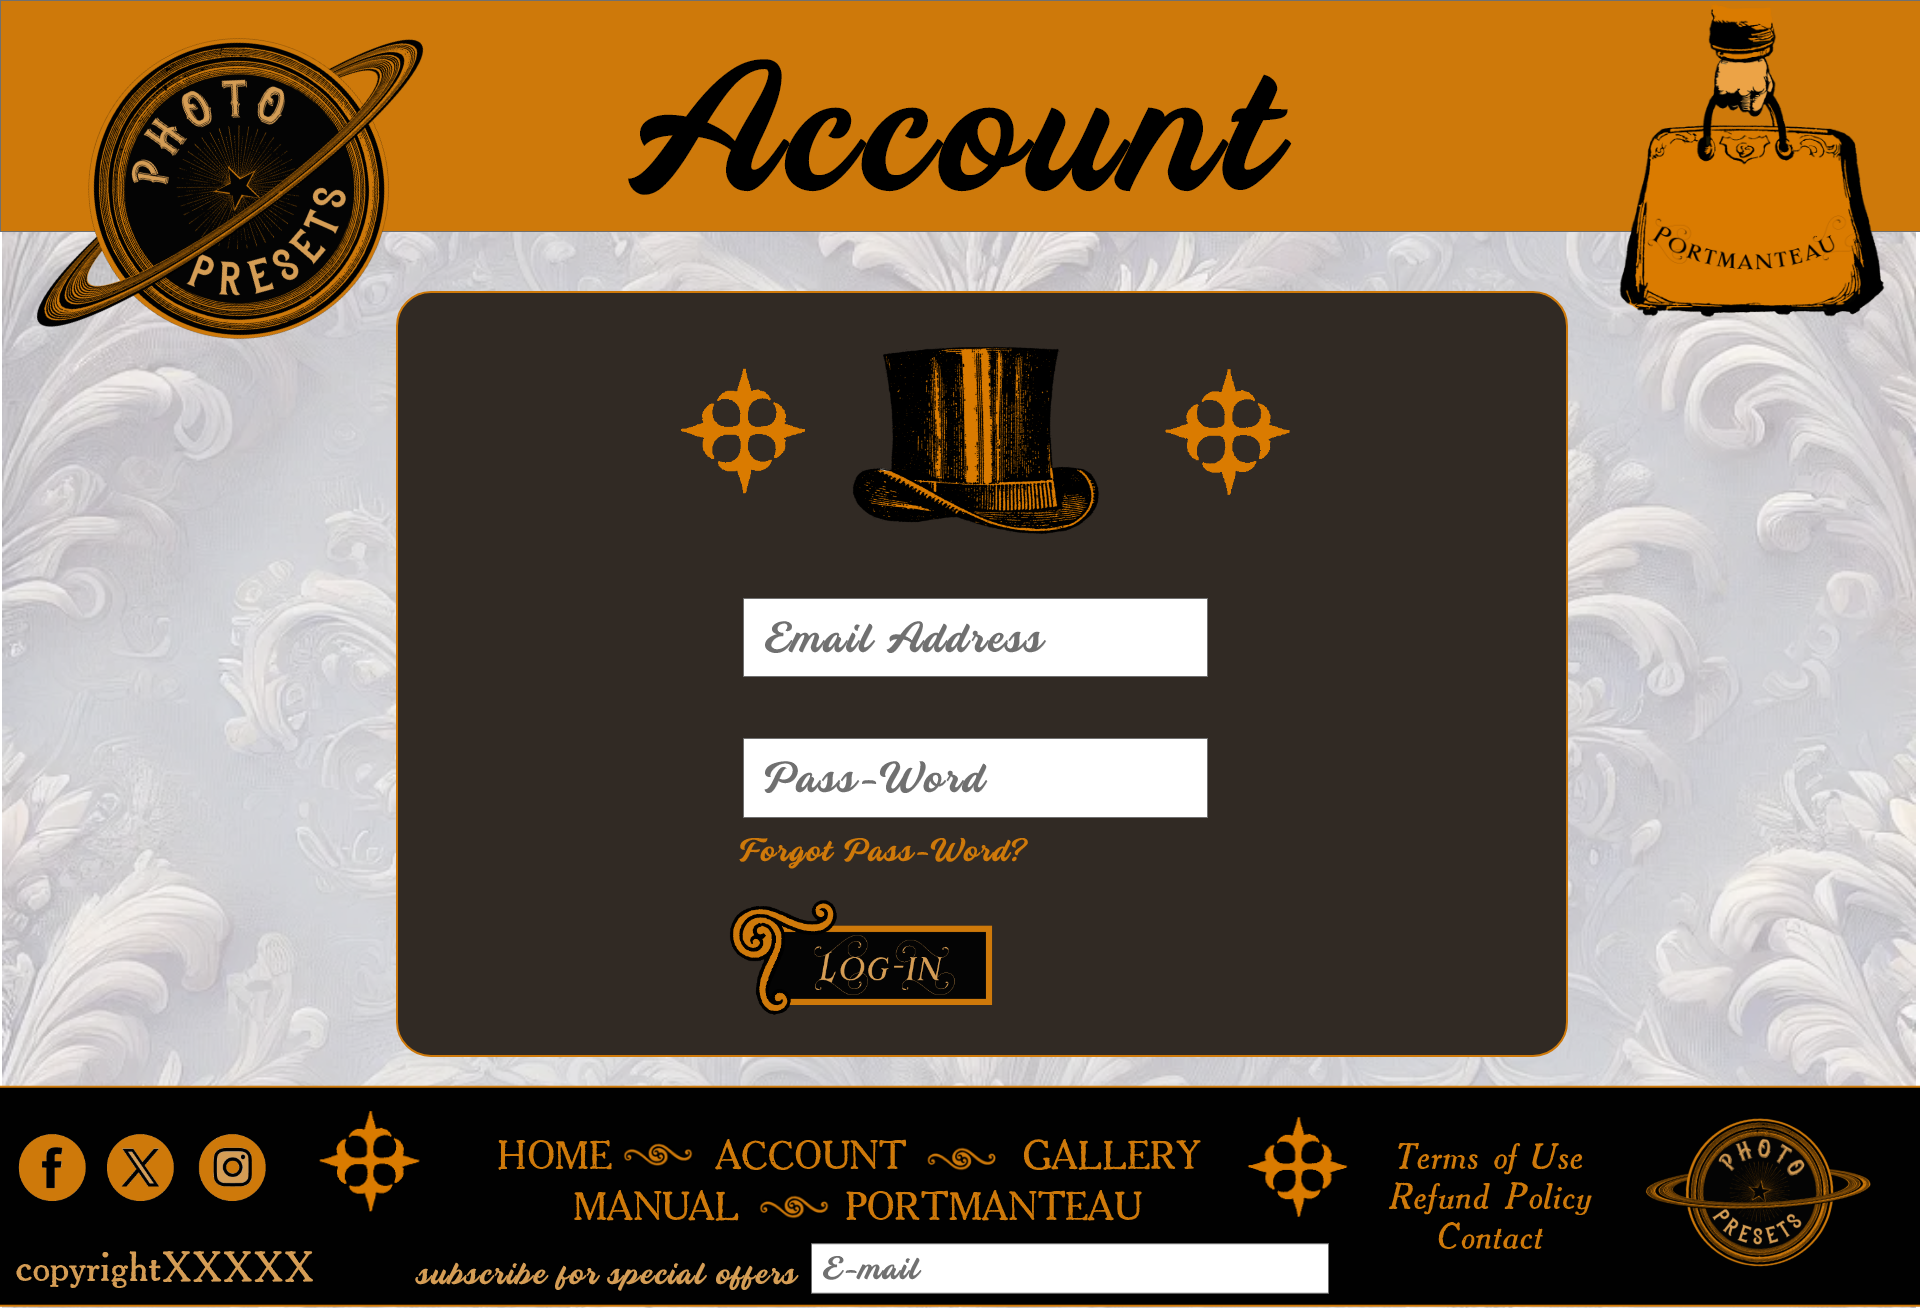 PHOTO
PRESETS
Account
PORTMANTEAU
Email Address
Pass-Word
Forgot Pass-Word?
LOG-IN
HOME ACCOUNT GALLERY
MANUAL PORTMANTEAU
Terms of Use
Refund Policy
Contact
PHOTO
PRESETS
copyrightXXXXX
subscribe for special offers
E-mail